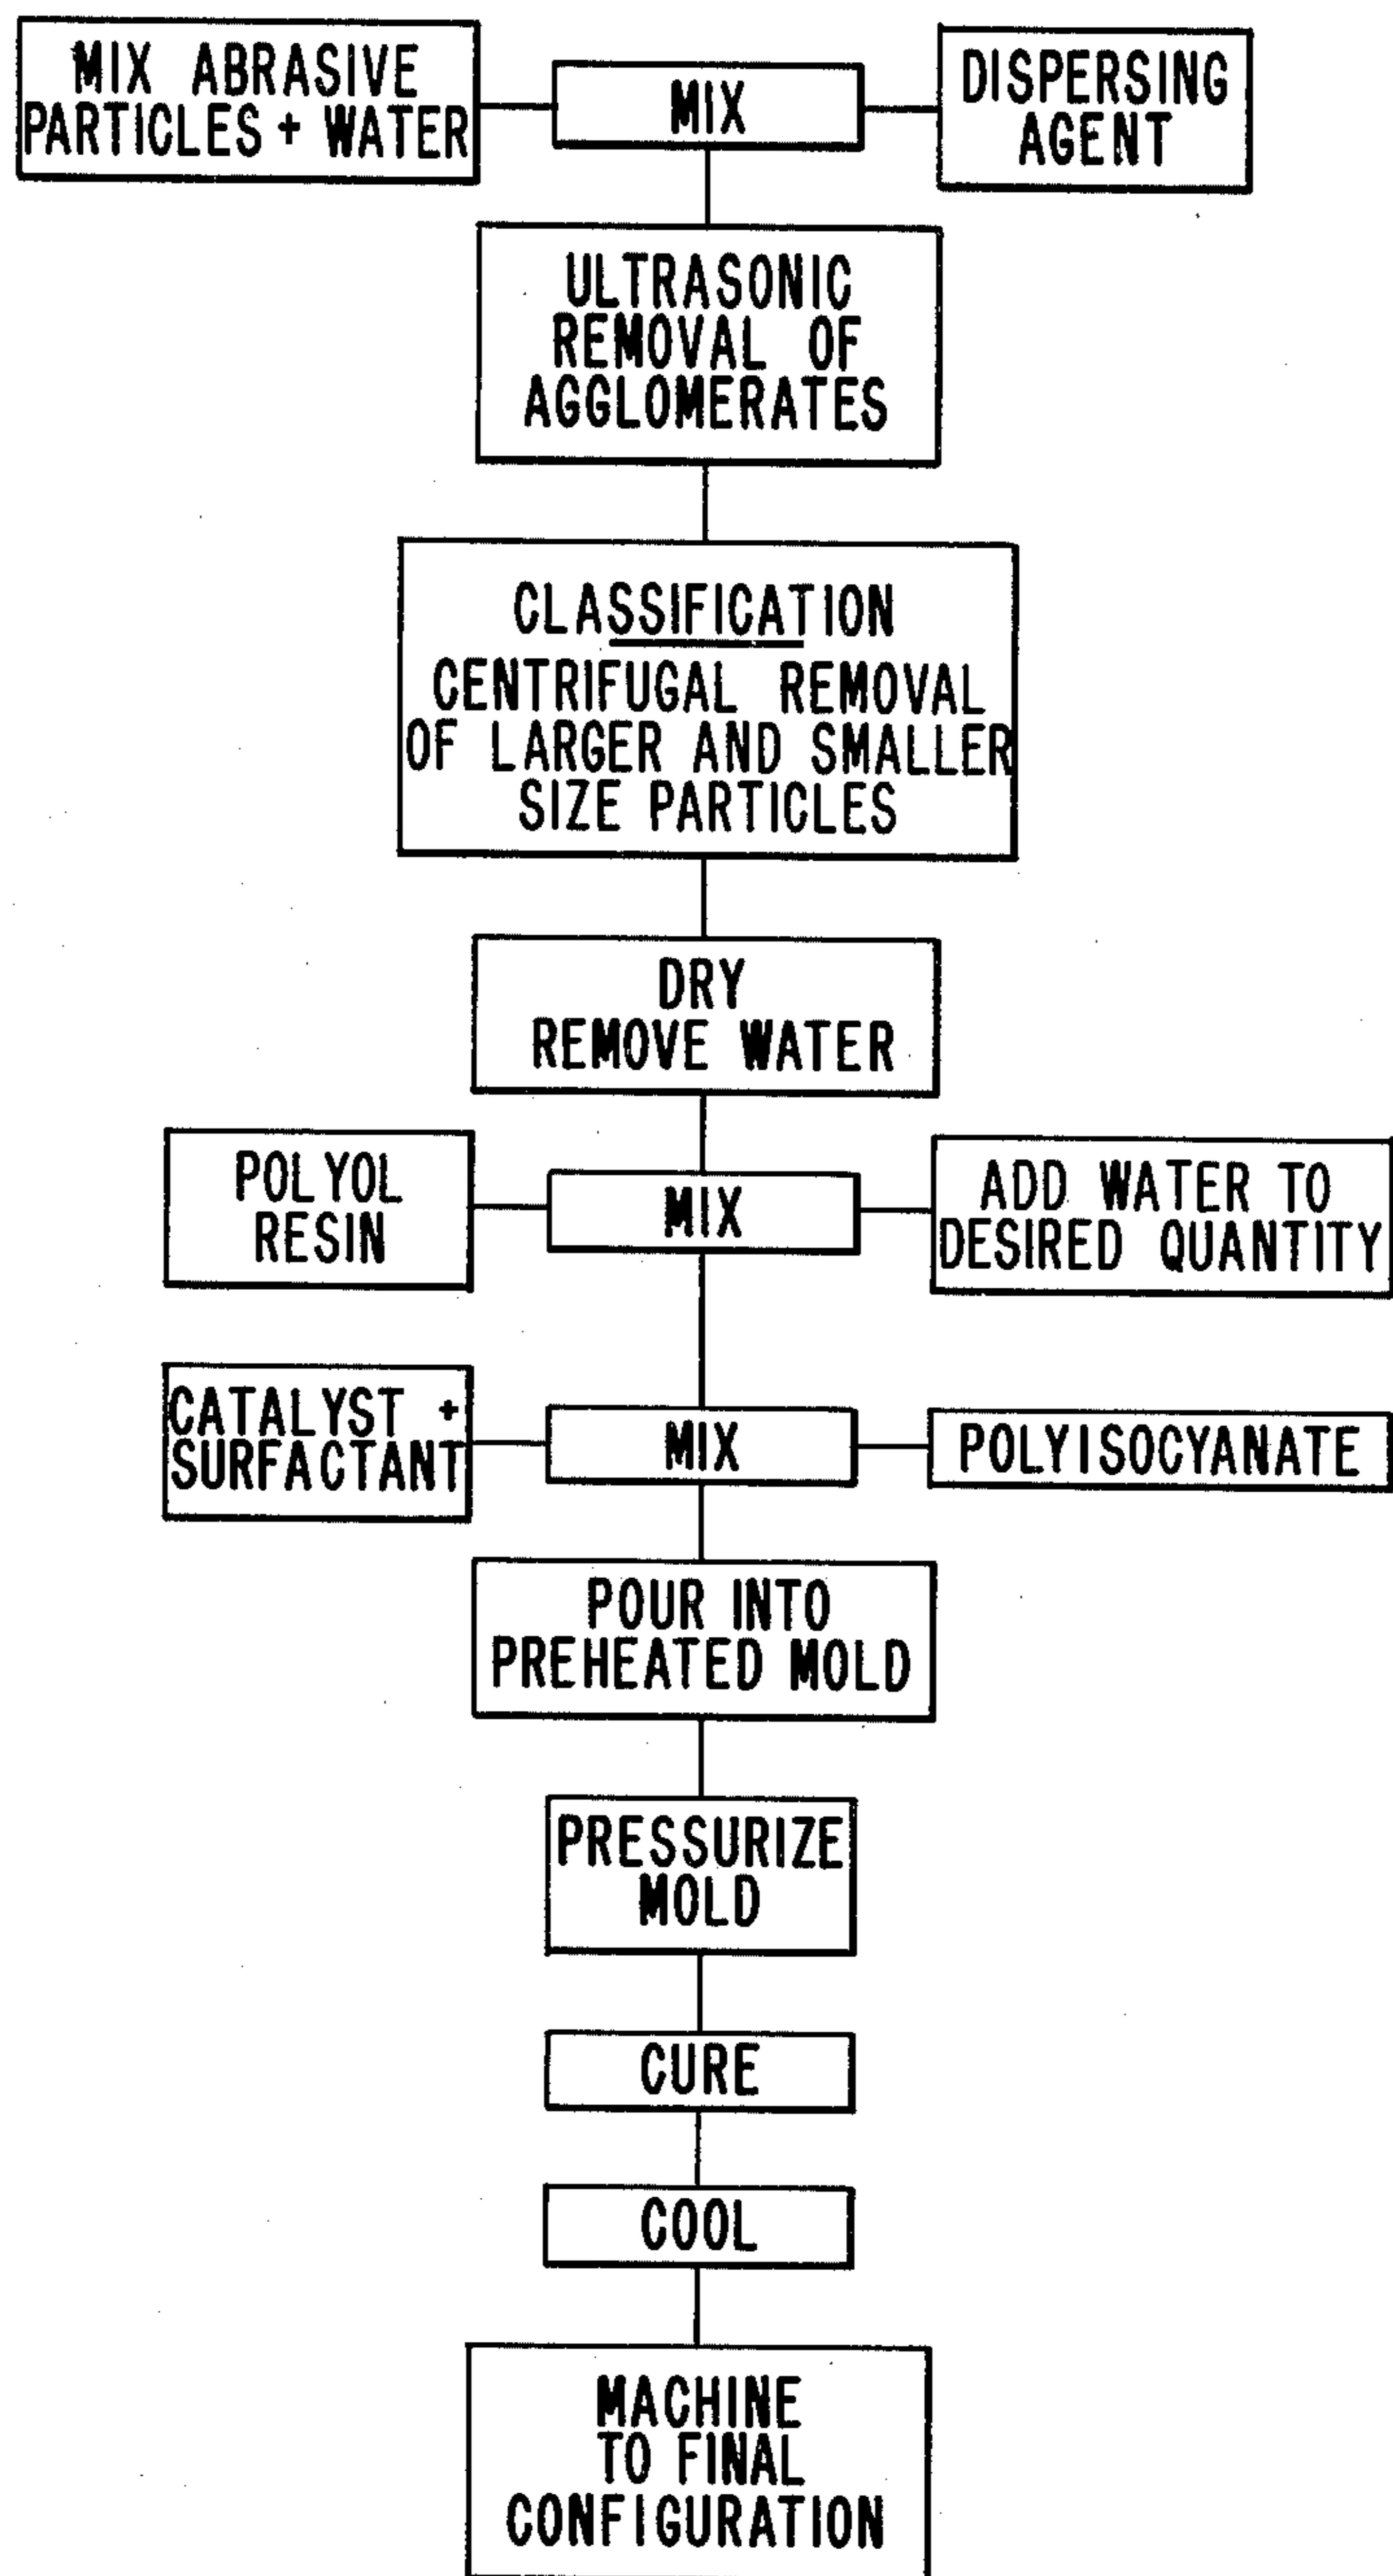 MIX ABRASIVE
PARTICLES + WATER
MIX
DISPERSING
AGENT
ULTRASONIC
REMOVAL OF
AGGLOMERATES
CLASSIFICATION
CENTRIFUGAL REMOVAL
OF LARGER AND SMALLER
SIZE PARTICLES
DRY
REMOVE WATER
POLYOL
RESIN
MIX
ADD WATER TO
DESIRED QUANTITY
CATALYST +
SURFACTANT
MIX
POLYISOCYANATE
POUR INTO
PREHEATED MOLD
PRESSURIZE
MOLD
CURE
COOL
MACHINE
TO FINAL
CONFIGURATION